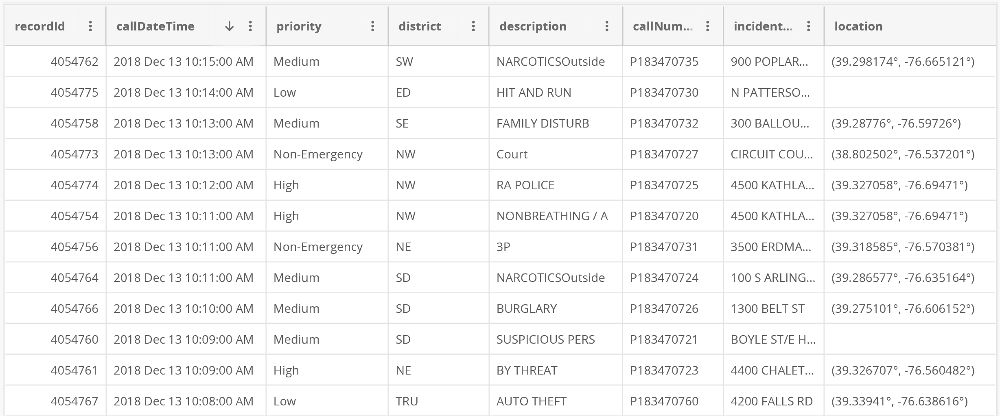 recordId callDateTime priority district description callNum... incident... location
4054762 2018 Dec 13 10:15:00 AM Medium SW NARCOTICSOutside P183470735 900 POPLAR... (39.298174°, -76.665121°)
4054775 2018 Dec 13 10:14:00 AM Low ED HIT AND RUN P183470730 N PATTERSO...
4054758 2018 Dec 13 10:13:00 AM Medium SE FAMILY DISTURB P183470732 300 BALLOU... (39.28776°, -76.59726°)
4054773 2018 Dec 13 10:13:00 AM Non-Emergency NW Court P183470727 CIRCUIT COU... (38.802502°, -76.537201°)
4054774 2018 Dec 13 10:12:00 AM High NW RA POLICE P183470725 4500 KATHLA... (39.327058°, -76.69471°)
4054754 2018 Dec 13 10:11:00 AM High NW NONBREATHING / A P183470720 4500 KATHLA... (39.327058°, -76.69471°)
4054756 2018 Dec 13 10:11:00 AM Non-Emergency NE 3P P183470731 3500 ERDMA... (39.318585°, -76.570381°)
4054764 2018 Dec 13 10:11:00 AM Medium SD NARCOTICSOutside P183470724 100 S ARLING... (39.286577°, -76.635164°)
4054766 2018 Dec 13 10:10:00 AM Medium SD BURGLARY P183470726 1300 BELT ST (39.275101°, -76.606152°)
4054760 2018 Dec 13 10:09:00 AM Medium SD SUSPICIOUS PERS P183470721 BOYLE ST/E H...
4054761 2018 Dec 13 10:09:00 AM High NE BY THREAT P183470723 4400 CHALET... (39.326707°, -76.560482°)
4054767 2018 Dec 13 10:08:00 AM Low TRU AUTO THEFT P183470760 4200 FALLS RD (39.33941°, -76.638616°)